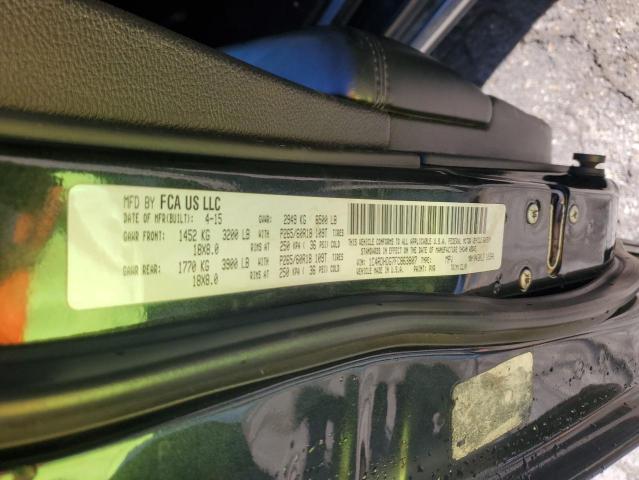 MFD BY FCA US LLC
DATE OF MFR(BUILT): 4-15 GVWR: 2949 KG 6500 LB
GAWR FRONT: 1452 KG 3200 LB WITH P265/60R18 109T TIRES
18X8.0 RIMS AT 250 KPA/ 36 PSI COLD
GAWR REAR: 1770 KG 3900 LB WITH P265/60R18 109T TIRES
18X8.0 RIMS AT 250 KPA/ 36 PSI COLD
THIS VEHICLE CONFORMS TO ALL APPLICABLE U.S.A. FEDERAL MOTOR VEHICLE SAFETY
STANDARDS IN EFFECT ON THE DATE OF MANUFACTURE SHOWN ABOVE
TYPE: MPV
VEHICLE MADE IN U.S.A. PAINT: TRIM: